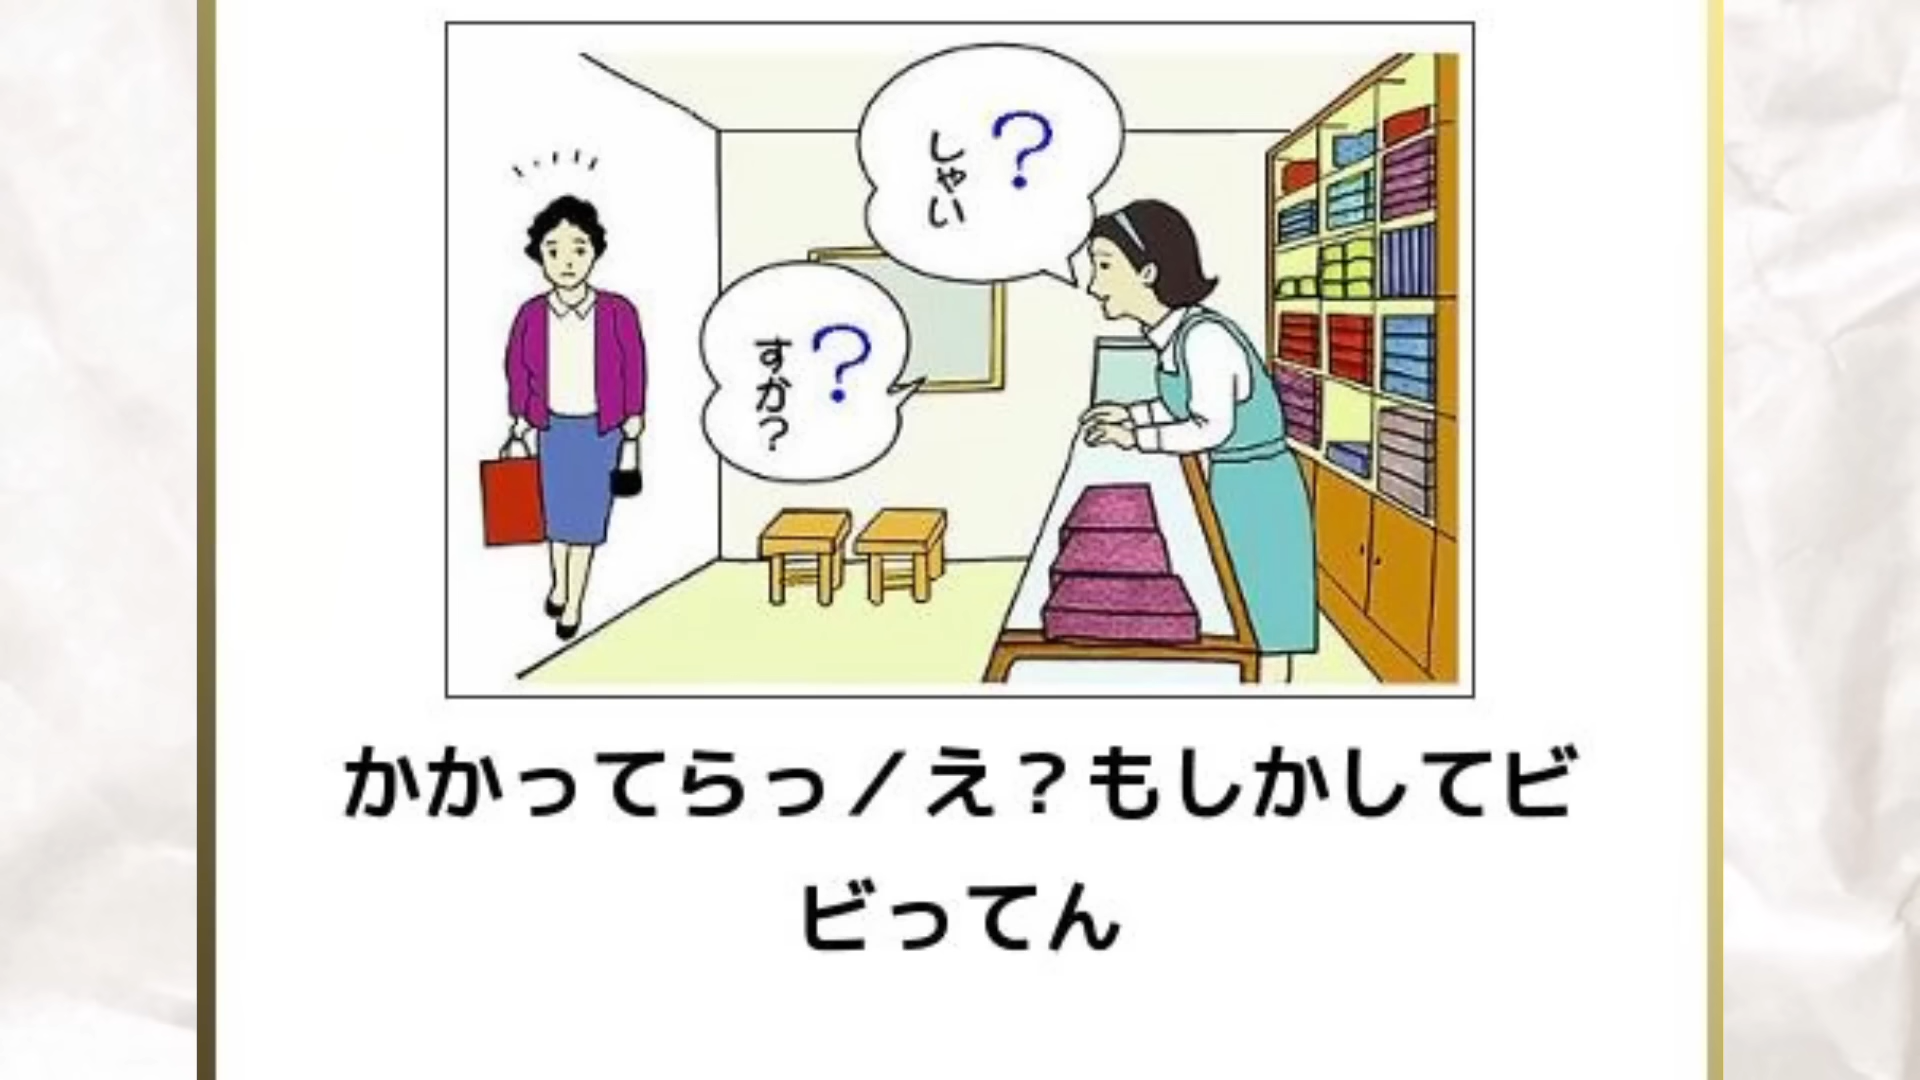 ？
しゃい
？
すか？
かかってらっ／え？もしかしてビ
ビってん